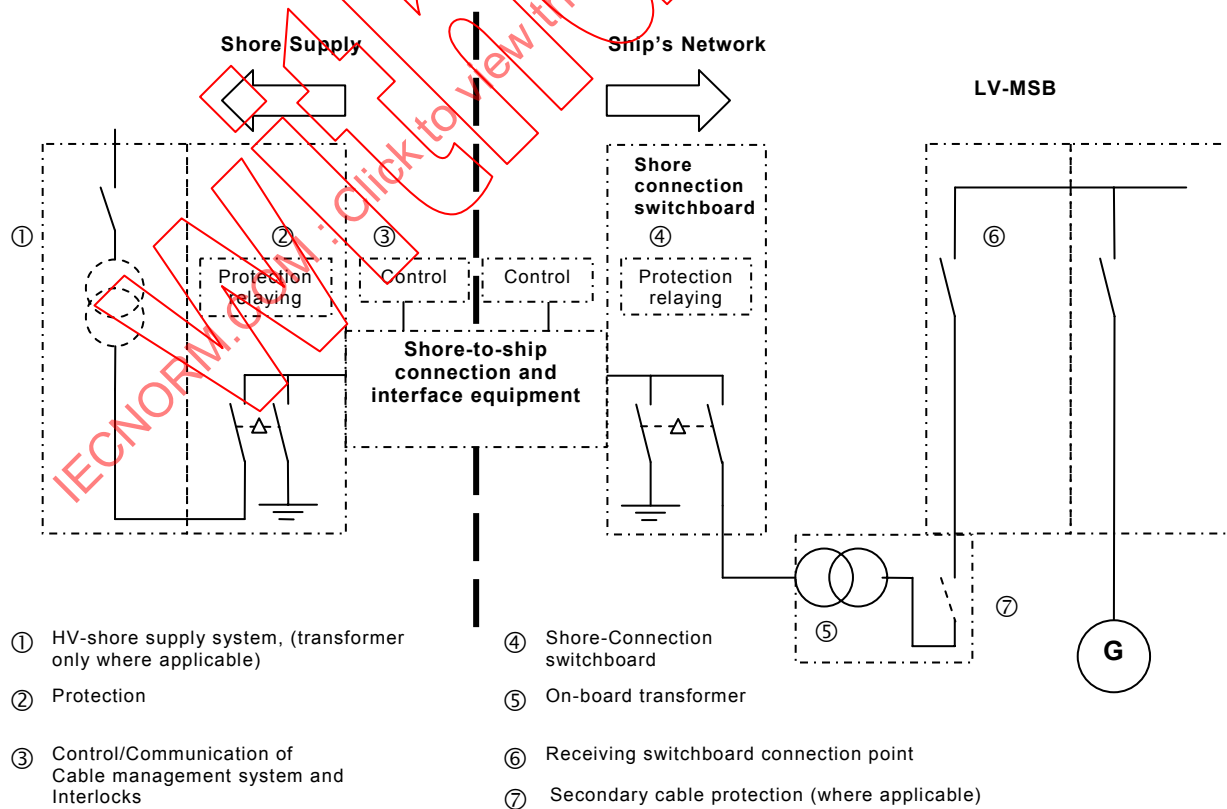 Shore Supply
Ship's Network
LV-MSB
Shore
connection
switchboard
①
②
③
④
⑥
Protection
relaying
Control
Control
Protection
relaying
Shore-to-ship
connection and
interface equipment
⑤
⑦
G
① HV-shore supply system, (transformer
only where applicable)
② Protection
③ Control/Communication of
Cable management system and
Interlocks
④ Shore-Connection
switchboard
⑤ On-board transformer
⑥ Receiving switchboard connection point
⑦ Secondary cable protection (where applicable)
IECNORM.COM : Click to view th